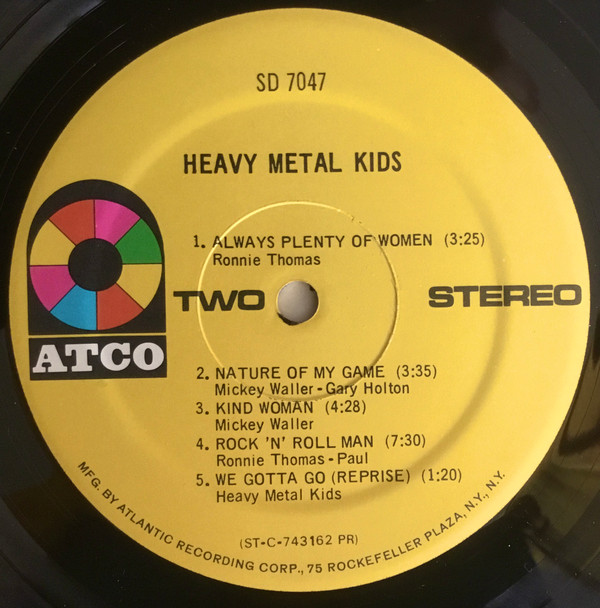 SD 7047
HEAVY METAL KIDS
1. ALWAYS PLENTY OF WOMEN (3:25)
Ronnie Thomas
TWO
STEREO
ATCO
2. NATURE OF MY GAME (3:35)
Mickey Waller - Gary Holton
3. KIND WOMAN (4:28)
Mickey Waller
4. ROCK 'N' ROLL MAN (7:30)
Ronnie Thomas - Paul
5. WE GOTTA GO (REPRISE) (1:20)
Heavy Metal Kids
(ST-C-743162 PR)
MFG. BY ATLANTIC RECORDING CORP., 75 ROCKEFELLER PLAZA, N.Y., N.Y.